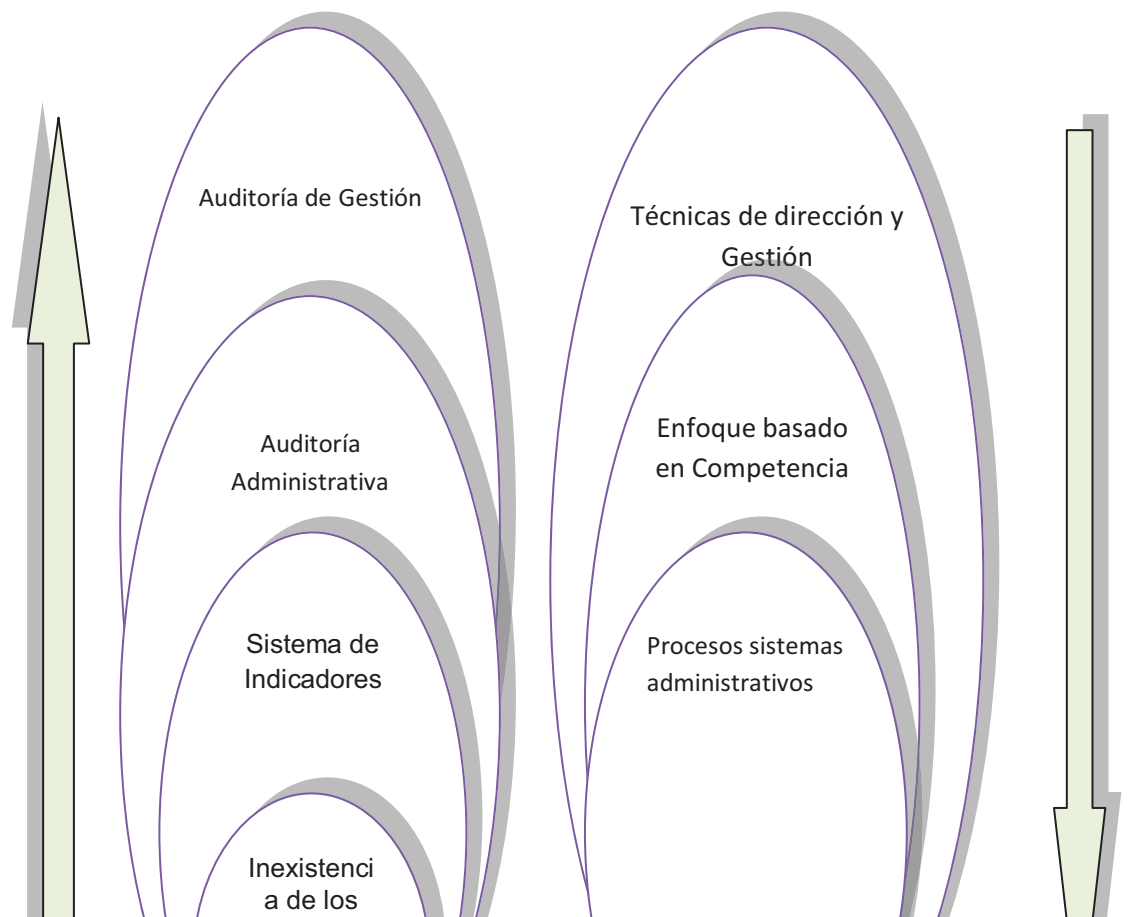 Auditoría de Gestión
Auditoría
Administrativa
Sistema de
Indicadores
Inexistenci
a de los
Técnicas de dirección y
Gestión
Enfoque basado
en Competencia
Procesos sistemas
administrativos